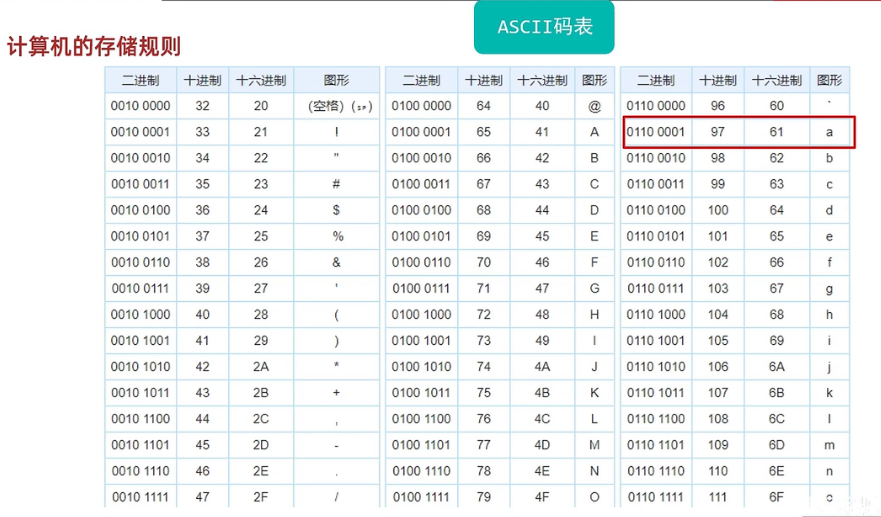 ASCII码表
计算机的存储规则
二进制 十进制 十六进制 图形 二进制 十进制 十六进制 图形 二进制 十进制 十六进制 图形
0010 0000 32 20 (空格) (␠) 0100 0000 64 40 @ 0110 0000 96 60 `
0010 0001 33 21 ! 0100 0001 65 41 A 0110 0001 97 61 a
0010 0010 34 22 " 0100 0010 66 42 B 0110 0010 98 62 b
0010 0011 35 23 # 0100 0011 67 43 C 0110 0011 99 63 c
0010 0100 36 24 $ 0100 0100 68 44 D 0110 0100 100 64 d
0010 0101 37 25 % 0100 0101 69 45 E 0110 0101 101 65 e
0010 0110 38 26 & 0100 0110 70 46 F 0110 0110 102 66 f
0010 0111 39 27 ' 0100 0111 71 47 G 0110 0111 103 67 g
0010 1000 40 28 ( 0100 1000 72 48 H 0110 1000 104 68 h
0010 1001 41 29 ) 0100 1001 73 49 I 0110 1001 105 69 i
0010 1010 42 2A * 0100 1010 74 4A J 0110 1010 106 6A j
0010 1011 43 2B + 0100 1011 75 4B K 0110 1011 107 6B k
0010 1100 44 2C , 0100 1100 76 4C L 0110 1100 108 6C l
0010 1101 45 2D - 0100 1101 77 4D M 0110 1101 109 6D m
0010 1110 46 2E . 0100 1110 78 4E N 0110 1110 110 6E n
0010 1111 47 2F / 0100 1111 79 4F O 0110 1111 111 6F o